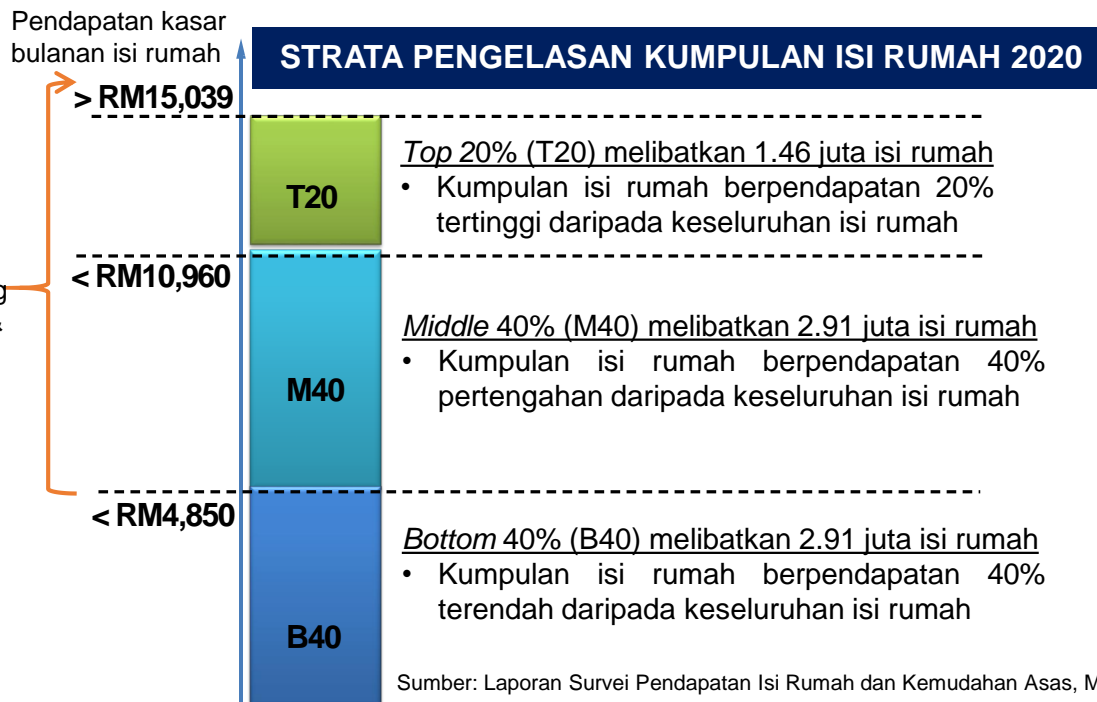 Pendapatan kasar
bulanan isi rumah
STRATA PENGELASAN KUMPULAN ISI RUMAH 2020
> RM15,039
T20
Top 20% (T20) melibatkan 1.46 juta isi rumah
• Kumpulan isi rumah berpendapatan 20%
tertinggi daripada keseluruhan isi rumah
< RM10,960
M40
Middle 40% (M40) melibatkan 2.91 juta isi rumah
• Kumpulan isi rumah berpendapatan 40%
pertengahan daripada keseluruhan isi rumah
< RM4,850
B40
Bottom 40% (B40) melibatkan 2.91 juta isi rumah
• Kumpulan isi rumah berpendapatan 40%
terendah daripada keseluruhan isi rumah
Sumber: Laporan Survei Pendapatan Isi Rumah dan Kemudahan Asas,